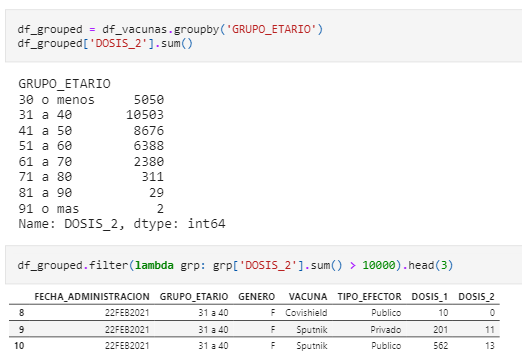 df_grouped = df_vacunas.groupby('GRUPO_ETARIO')
df_grouped['DOSIS_2'].sum()
GRUPO_ETARIO
30 o menos 5050
31 a 40 10503
41 a 50 8676
51 a 60 6388
61 a 70 2380
71 a 80 311
81 a 90 29
91 o mas 2
Name: DOSIS_2, dtype: int64
df_grouped.filter(lambda grp: grp['DOSIS_2'].sum() > 10000).head(3)
FECHA_ADMINISTRACION GRUPO_ETARIO GENERO VACUNA TIPO_EFECTOR DOSIS_1 DOSIS_2
8 22FEB2021 31 a 40 F Covishield Publico 10 0
9 22FEB2021 31 a 40 F Sputnik Privado 201 11
10 22FEB2021 31 a 40 F Sputnik Publico 562 13